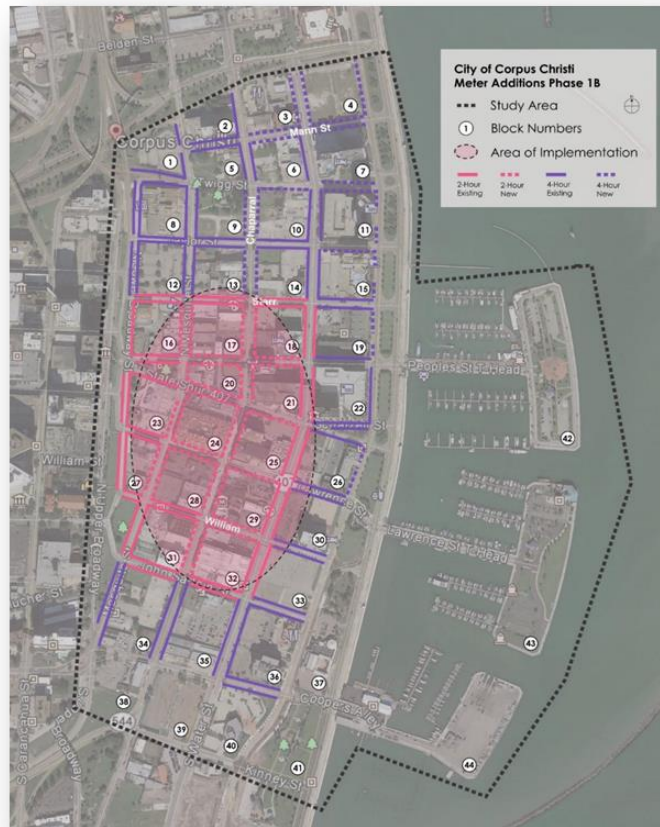 City of Corpus Christi
Meter Additions Phase 1B
Study Area
1 Block Numbers
Area of Implementation
2-Hour Existing
2-Hour New
4-Hour Existing
4-Hour New
Belden St
4
3
2
Mann St
Corpus Christi
1
5
6
7
Twigg St
Chaparral
8
9
10
11
12
13
14
15
Starr
16
17
18
19
Peoples St T-Head
20
21
22
23
24
25
42
William St
N Upper Broadway
26
27
28
29
William
Lawrence St T-Head
30
31
32
33
43
34
35
36
37
38
39
40
41
44
544
S Water St
Coopers Alley
Kinney St
S Carancahua St